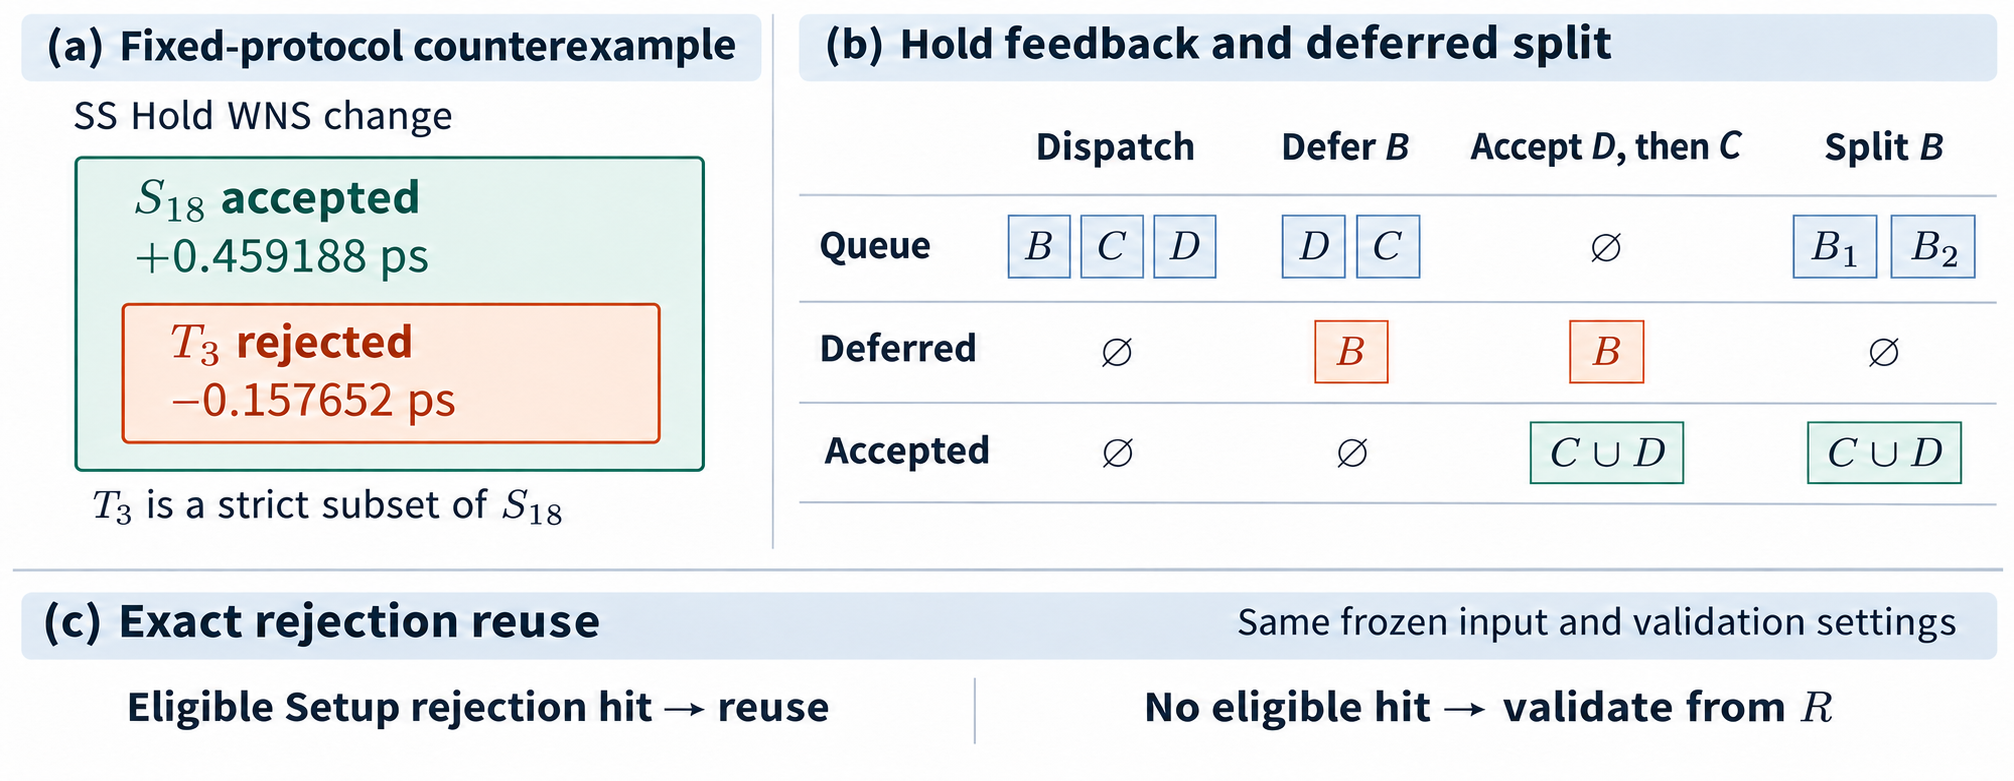 (a) Fixed-protocol counterexample
SS Hold WNS change
S₁₈ accepted
+0.459188 ps
T₃ rejected
−0.157652 ps
T₃ is a strict subset of S₁₈
(b) Hold feedback and deferred split
Dispatch Defer B Accept D, then C Split B
Queue B C D D C ∅ B₁ B₂
Deferred ∅ B B ∅
Accepted ∅ ∅ C ∪ D C ∪ D
(c) Exact rejection reuse
Same frozen input and validation settings
Eligible Setup rejection hit → reuse
No eligible hit → validate from R